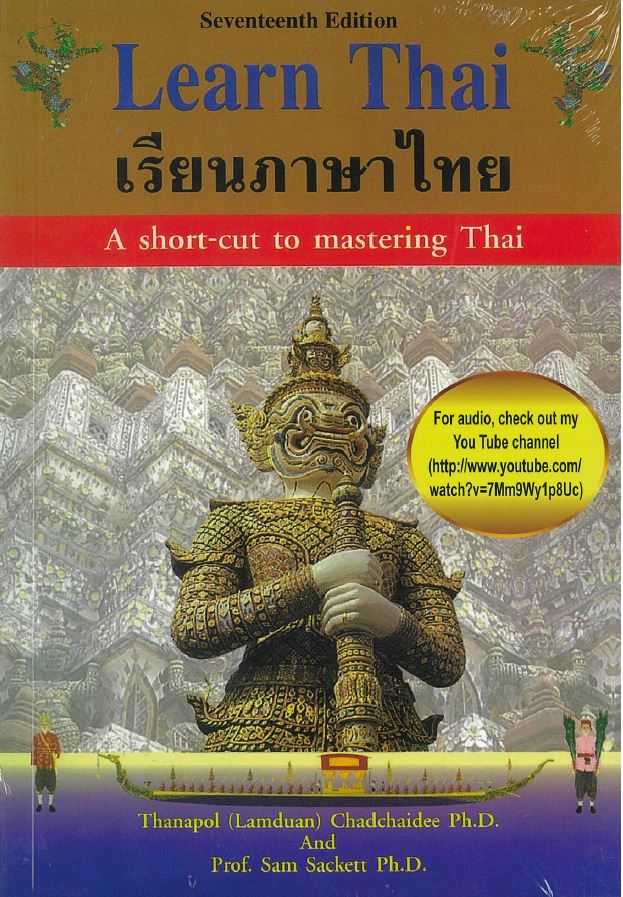 Seventeenth Edition
Learn Thai
เรียนภาษาไทย
A short-cut to mastering Thai
For audio, check out my
You Tube channel
(http://www.youtube.com/
watch?v=7Mm9Wy1p8Uc)
Thanapol (Lamduan) Chadchaidee Ph.D.
And
Prof. Sam Sackett Ph.D.